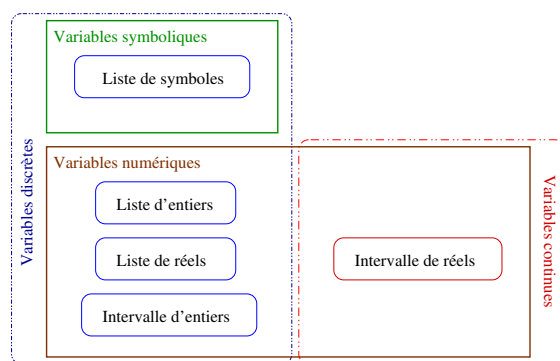 Variables symboliques
Liste de symboles
Variables discrètes
Variables numériques
Liste d'entiers
Liste de réels
Intervalle d'entiers
Intervalle de réels
Variables continues